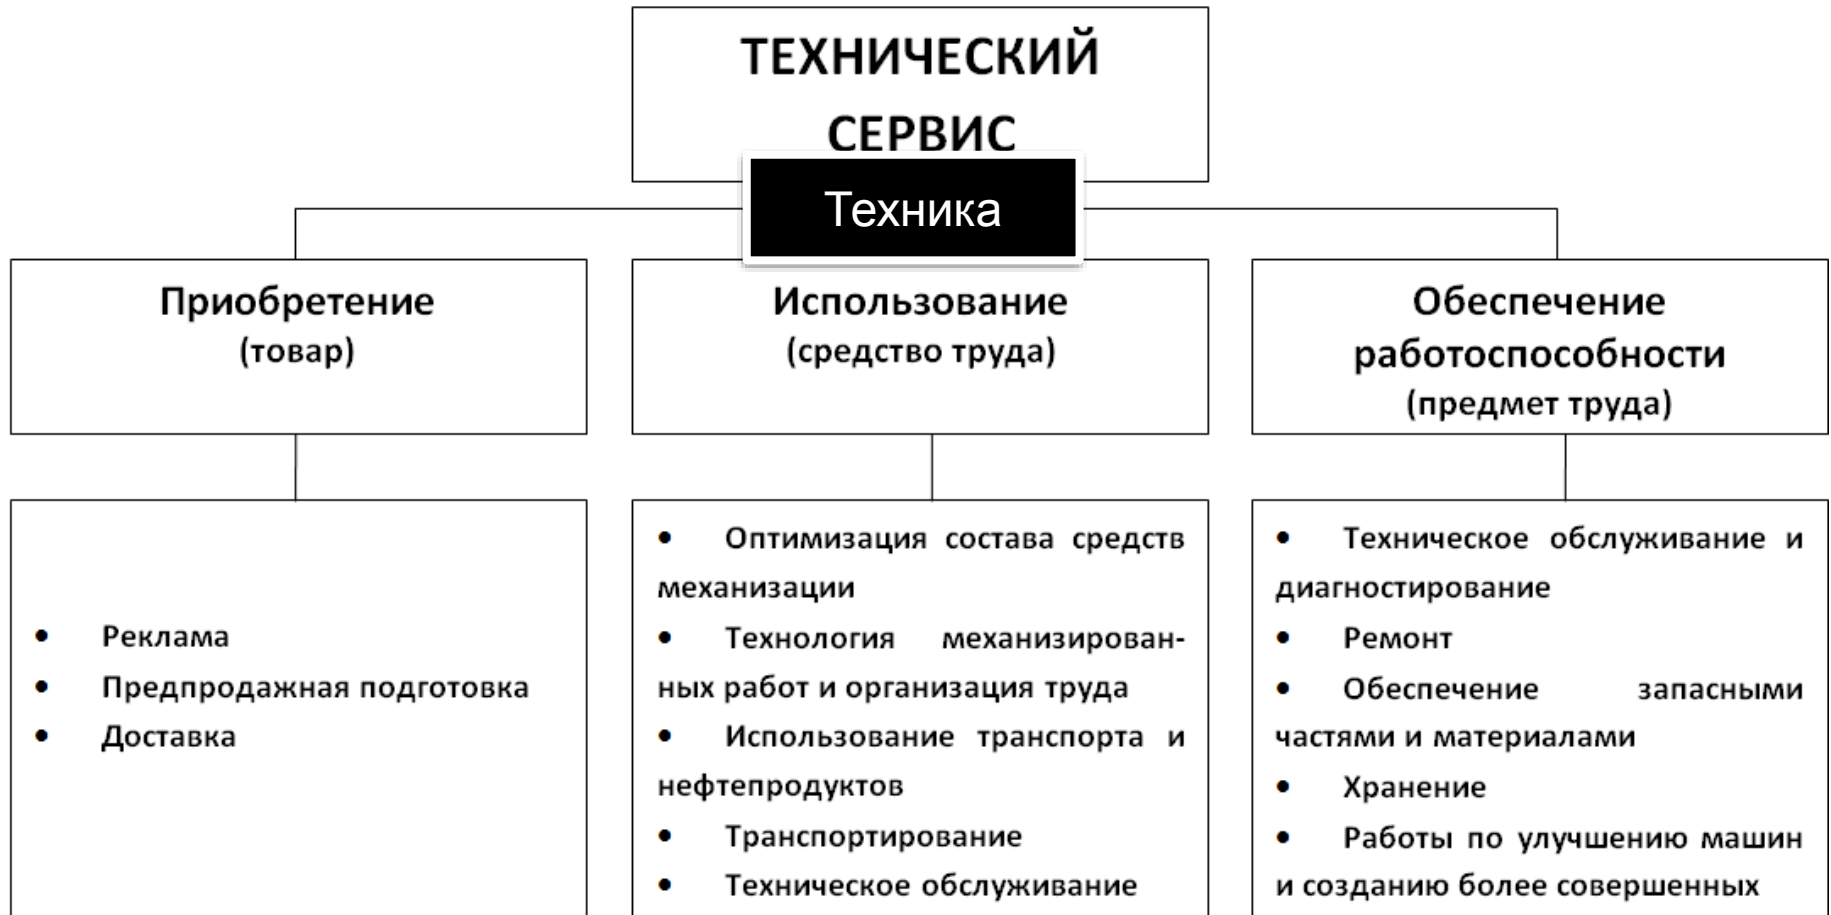 ТЕХНИЧЕСКИЙ
СЕРВИС
Техника
Приобретение
(товар)
Использование
(средство труда)
Обеспечение
работоспособности
(предмет труда)
• Реклама
• Предпродажная подготовка
• Доставка
• Оптимизация состава средств
механизации
• Технология механизирован-
ных работ и организация труда
• Использование транспорта и
нефтепродуктов
• Транспортирование
• Техническое обслуживание
• Техническое обслуживание и
диагностирование
• Ремонт
• Обеспечение запасными
частями и материалами
• Хранение
• Работы по улучшению машин
и созданию более совершенных